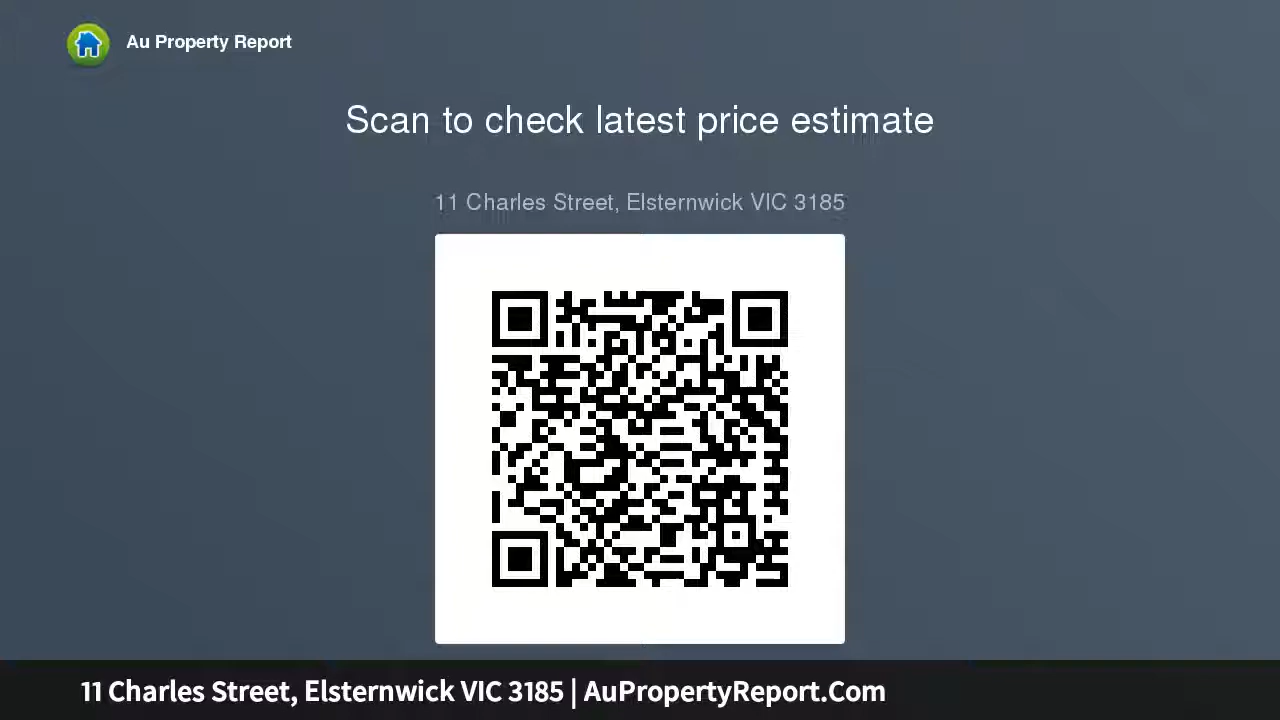 Au Property Report
Scan to check latest price estimate
11 Charles Street, Elsternwick VIC 3185
11 Charles Street, Elsternwick VIC 3185 | AuPropertyReport.Com